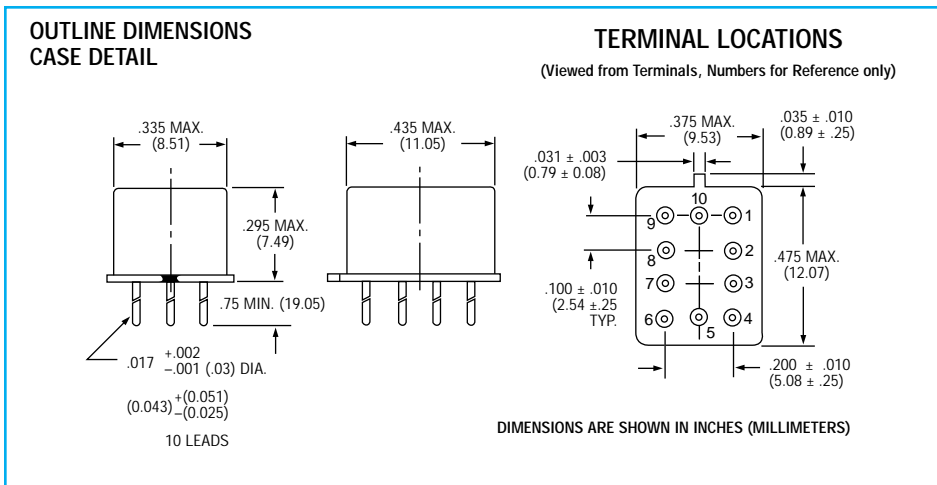 OUTLINE DIMENSIONS
CASE DETAIL
TERMINAL LOCATIONS
(Viewed from Terminals, Numbers for Reference only)
.335 MAX.
(8.51)
.435 MAX.
(11.05)
.295 MAX.
(7.49)
.75 MIN. (19.05)
.017 +.002
–.001 (.03) DIA.
(0.043) +(0.051)
–(0.025)
10 LEADS
.375 MAX.
(9.53)
.035 ± .010
(0.89 ± .25)
.031 ± .003
(0.79 ± 0.08)
10
9
1
8
2
7
3
6
4
5
.475 MAX.
(12.07)
.100 ± .010
(2.54 ±.25
TYP.
.200 ± .010
(5.08 ± .25)
DIMENSIONS ARE SHOWN IN INCHES (MILLIMETERS)